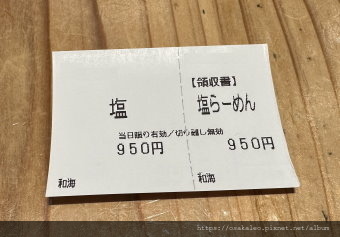 塩
【領収書】
塩らーめん
当日限り有効/切り離し無効
950円
950円
和海
和海
https://osakaleo.pixnet.net/album